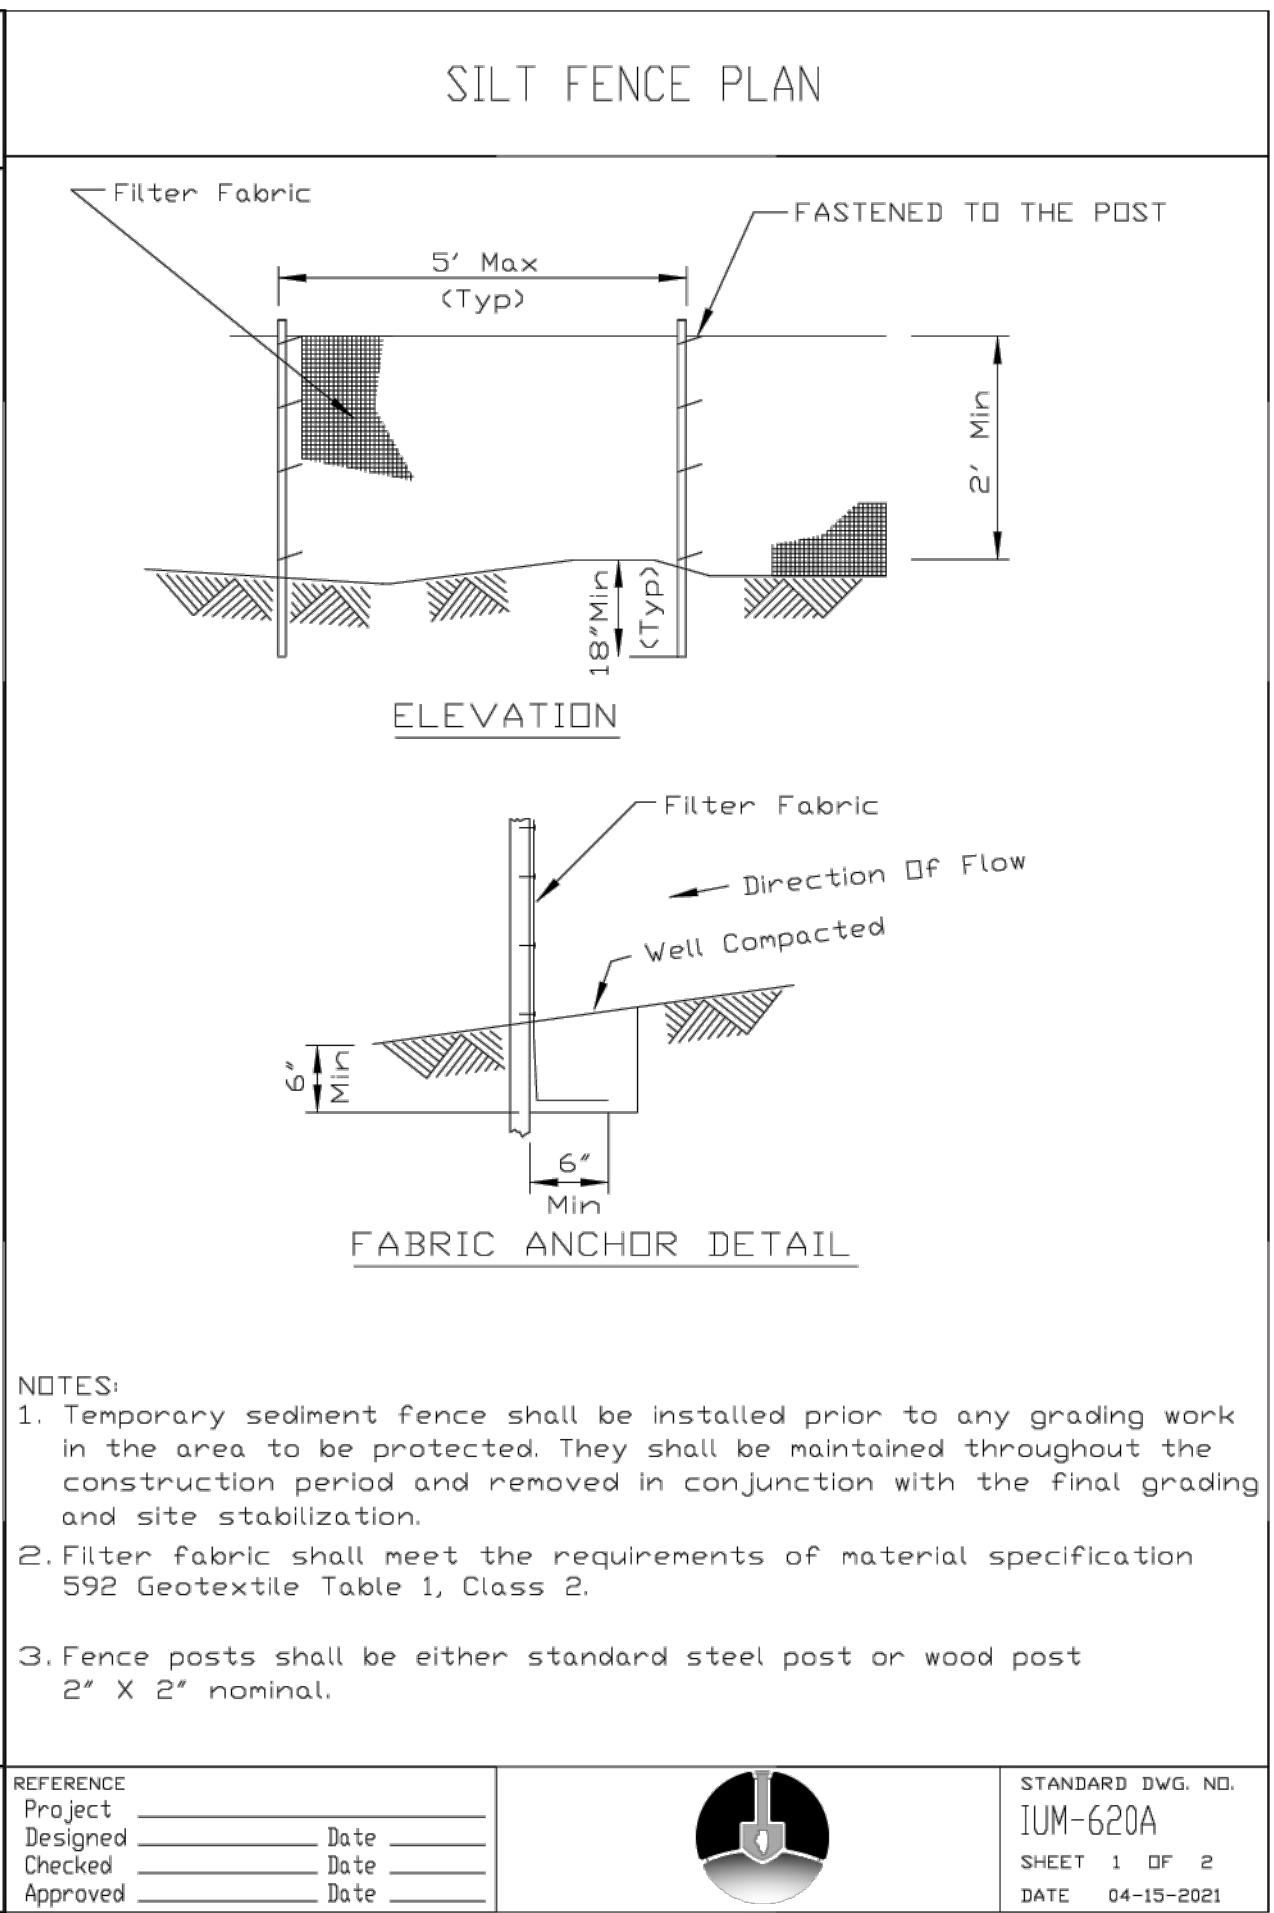 SILT FENCE PLAN
Filter Fabric
FASTENED TO THE POST
5' Max
(Typ)
2' Min
18"Min
(Typ)
ELEVATION
Filter Fabric
Direction Of Flow
Well Compacted
6"
Min
6"
Min
FABRIC ANCHOR DETAIL
NOTES:
1. Temporary sediment fence shall be installed prior to any grading work
in the area to be protected. They shall be maintained throughout the
construction period and removed in conjunction with the final grading
and site stabilization.
2. Filter fabric shall meet the requirements of material specification
592 Geotextile Table 1, Class 2.
3. Fence posts shall be either standard steel post or wood post
2" X 2" nominal.
REFERENCE
Project
Designed Date
Checked Date
Approved Date
STANDARD DWG. NO.
IUM-620A
SHEET 1 OF 2
DATE 04-15-2021